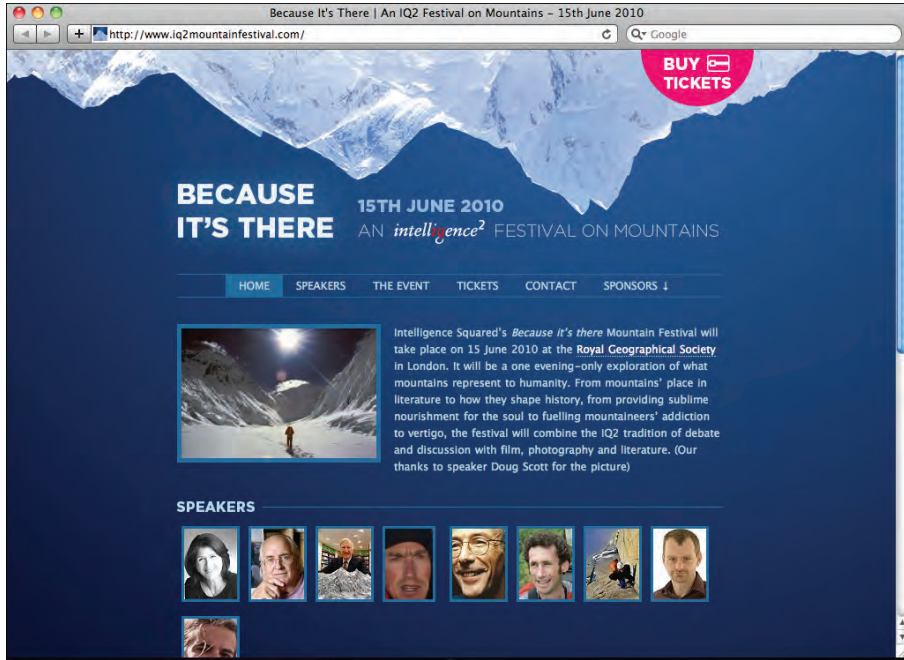 Because It's There | An IQ2 Festival on Mountains – 15th June 2010
http://www.iq2mountainfestival.com/
Google
BUY
TICKETS
BECAUSE
IT'S THERE
15TH JUNE 2010
AN intelligence² FESTIVAL ON MOUNTAINS
HOME SPEAKERS THE EVENT TICKETS CONTACT SPONSORS ↓
Intelligence Squared's Because it's there Mountain Festival will
take place on 15 June 2010 at the Royal Geographical Society
in London. It will be a one evening-only exploration of what
mountains represent to humanity. From mountains' place in
literature to how they shape history, from providing sublime
nourishment for the soul to fuelling mountaineers' addiction
to vertigo, the festival will combine the IQ2 tradition of debate
and discussion with film, photography and literature. (Our
thanks to speaker Doug Scott for the picture)
SPEAKERS